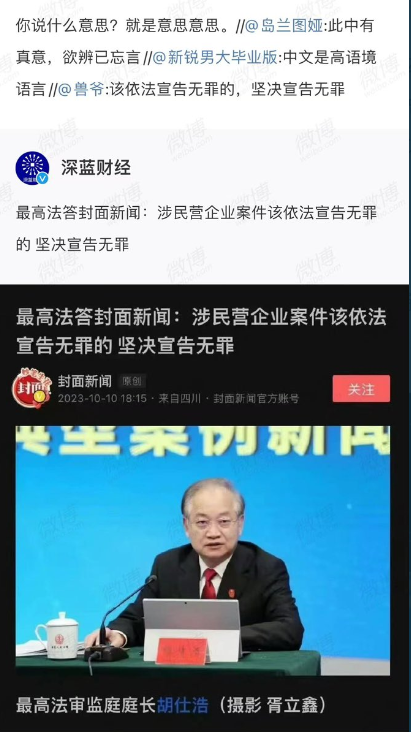 你说什么意思？就是意思意思。//@岛兰图娅:此中有
真意，欲辨已忘言//@新锐男大毕业版:中文是高语境
语言//@兽爷:该依法宣告无罪的，坚决宣告无罪
深蓝财经
最高法答封面新闻：涉民营企业案件该依法宣告无罪
的 坚决宣告无罪
最高法答封面新闻：涉民营企业案件该依法
宣告无罪的 坚决宣告无罪
封面新闻 原创
2023-10-10 18:15 · 来自四川 · 封面新闻官方账号
关注
典型案例新闻
最高法审监庭庭长胡仕浩（摄影 胥立鑫）